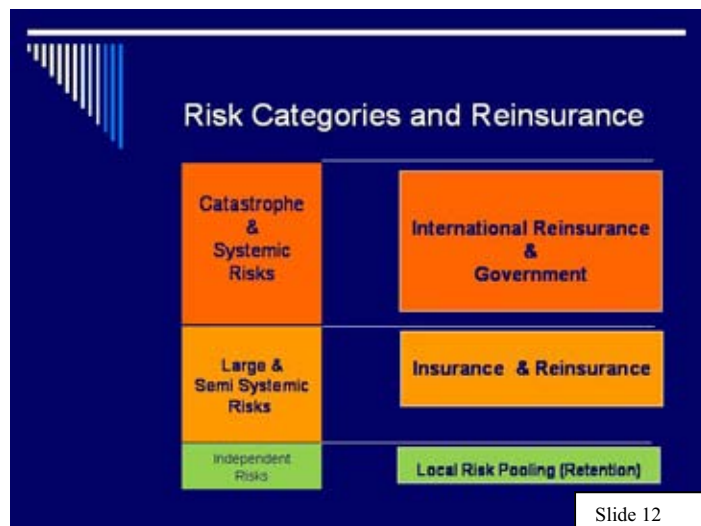 Risk Categories and Reinsurance
Catastrophe
&
Systemic
Risks
International Reinsurance
&
Government
Large &
Semi Systemic
Risks
Insurance & Reinsurance
Independent
Risks
Local Risk Pooling (Retention)
Slide 12